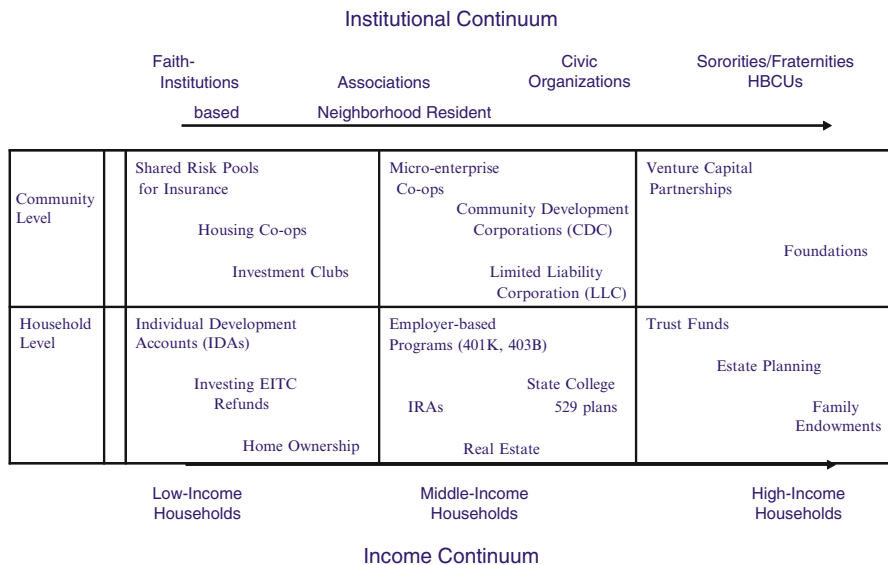 Institutional Continuum
Faith-
Institutions
based
Associations
Neighborhood Resident
Civic
Organizations
Sororities/Fraternities
HBCUs
Community
Level
Shared Risk Pools
for Insurance
Housing Co-ops
Investment Clubs
Micro-enterprise
Co-ops
Community Development
Corporations (CDC)
Limited Liability
Corporation (LLC)
Venture Capital
Partnerships
Foundations
Household
Level
Individual Development
Accounts (IDAs)
Investing EITC
Refunds
Home Ownership
Employer-based
Programs (401K, 403B)
State College
IRAs
529 plans
Real Estate
Trust Funds
Estate Planning
Family
Endowments
Low-Income
Households
Middle-Income
Households
High-Income
Households
Income Continuum